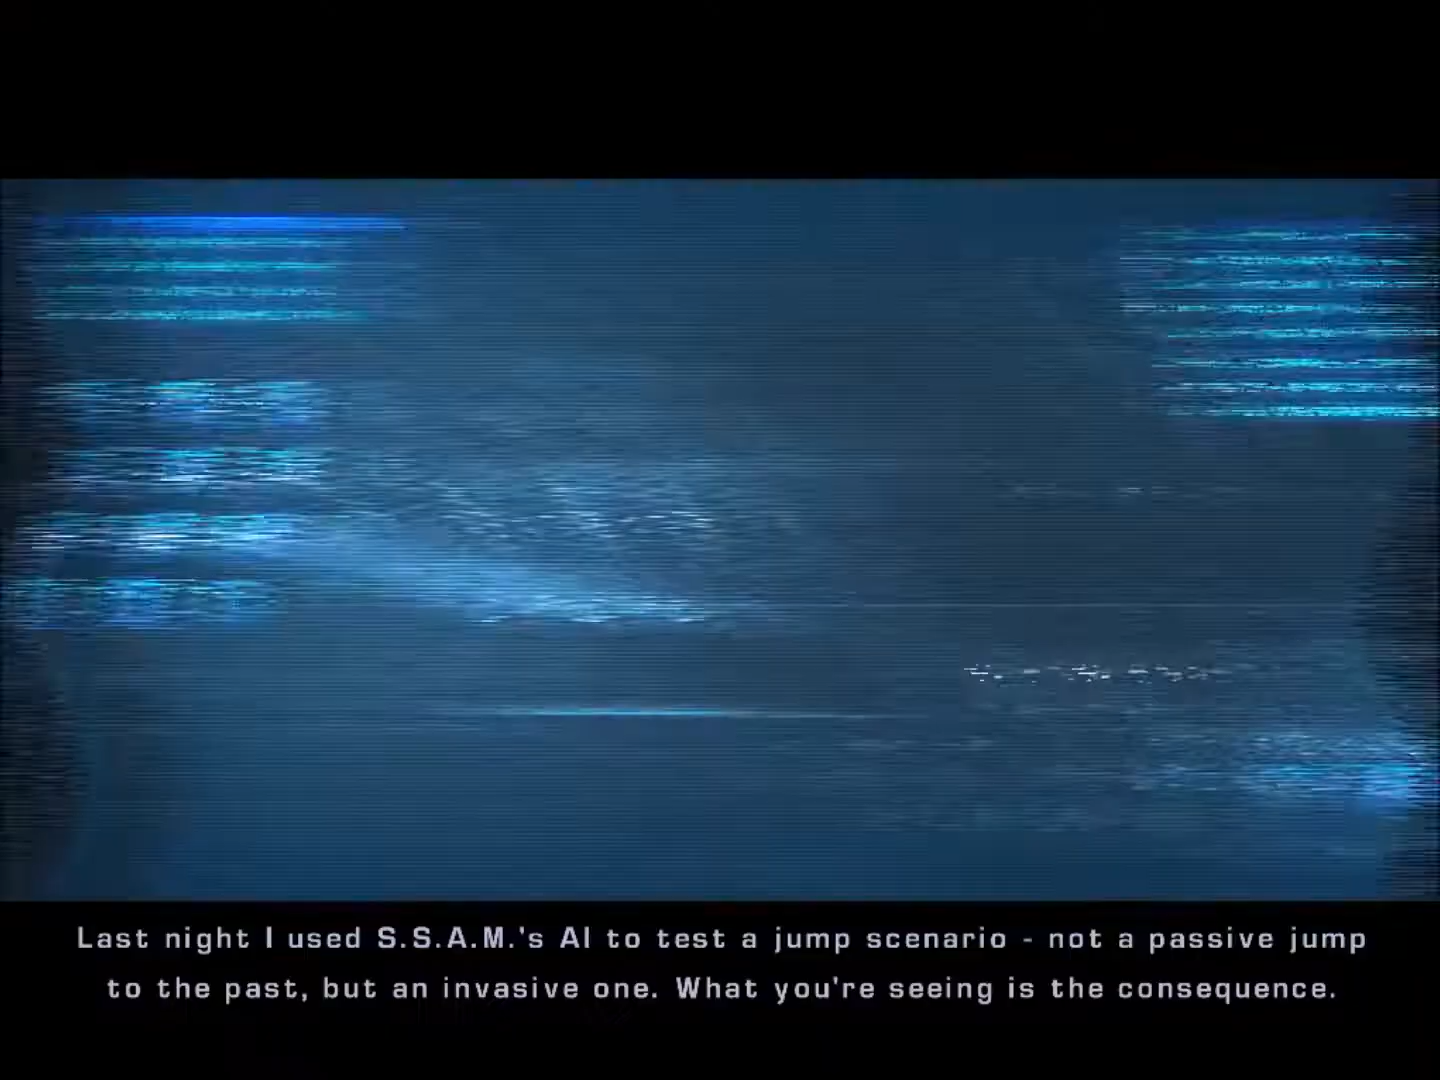 Last night I used S.S.A.M.'s AI to test a jump scenario - not a passive jump
to the past, but an invasive one. What you're seeing is the consequence.